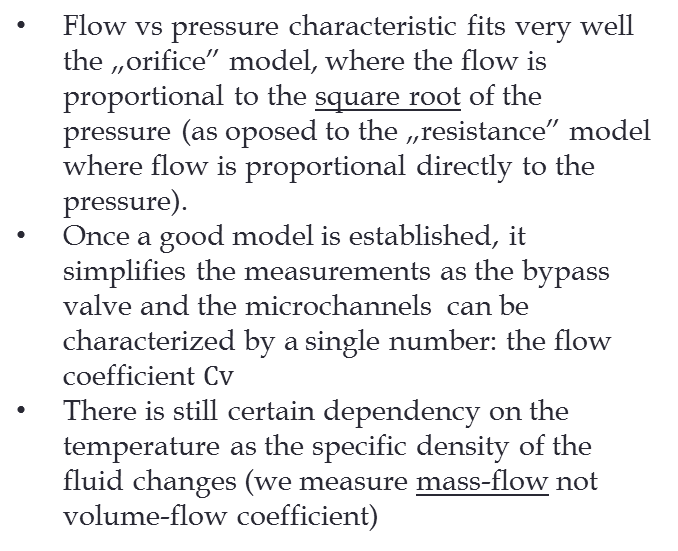 • Flow vs pressure characteristic fits very well
the „orifice” model, where the flow is
proportional to the square root of the
pressure (as oposed to the „resistance” model
where flow is proportional directly to the
pressure).
• Once a good model is established, it
simplifies the measurements as the bypass
valve and the microchannels can be
characterized by a single number: the flow
coefficient Cv
• There is still certain dependency on the
temperature as the specific density of the
fluid changes (we measure mass-flow not
volume-flow coefficient)